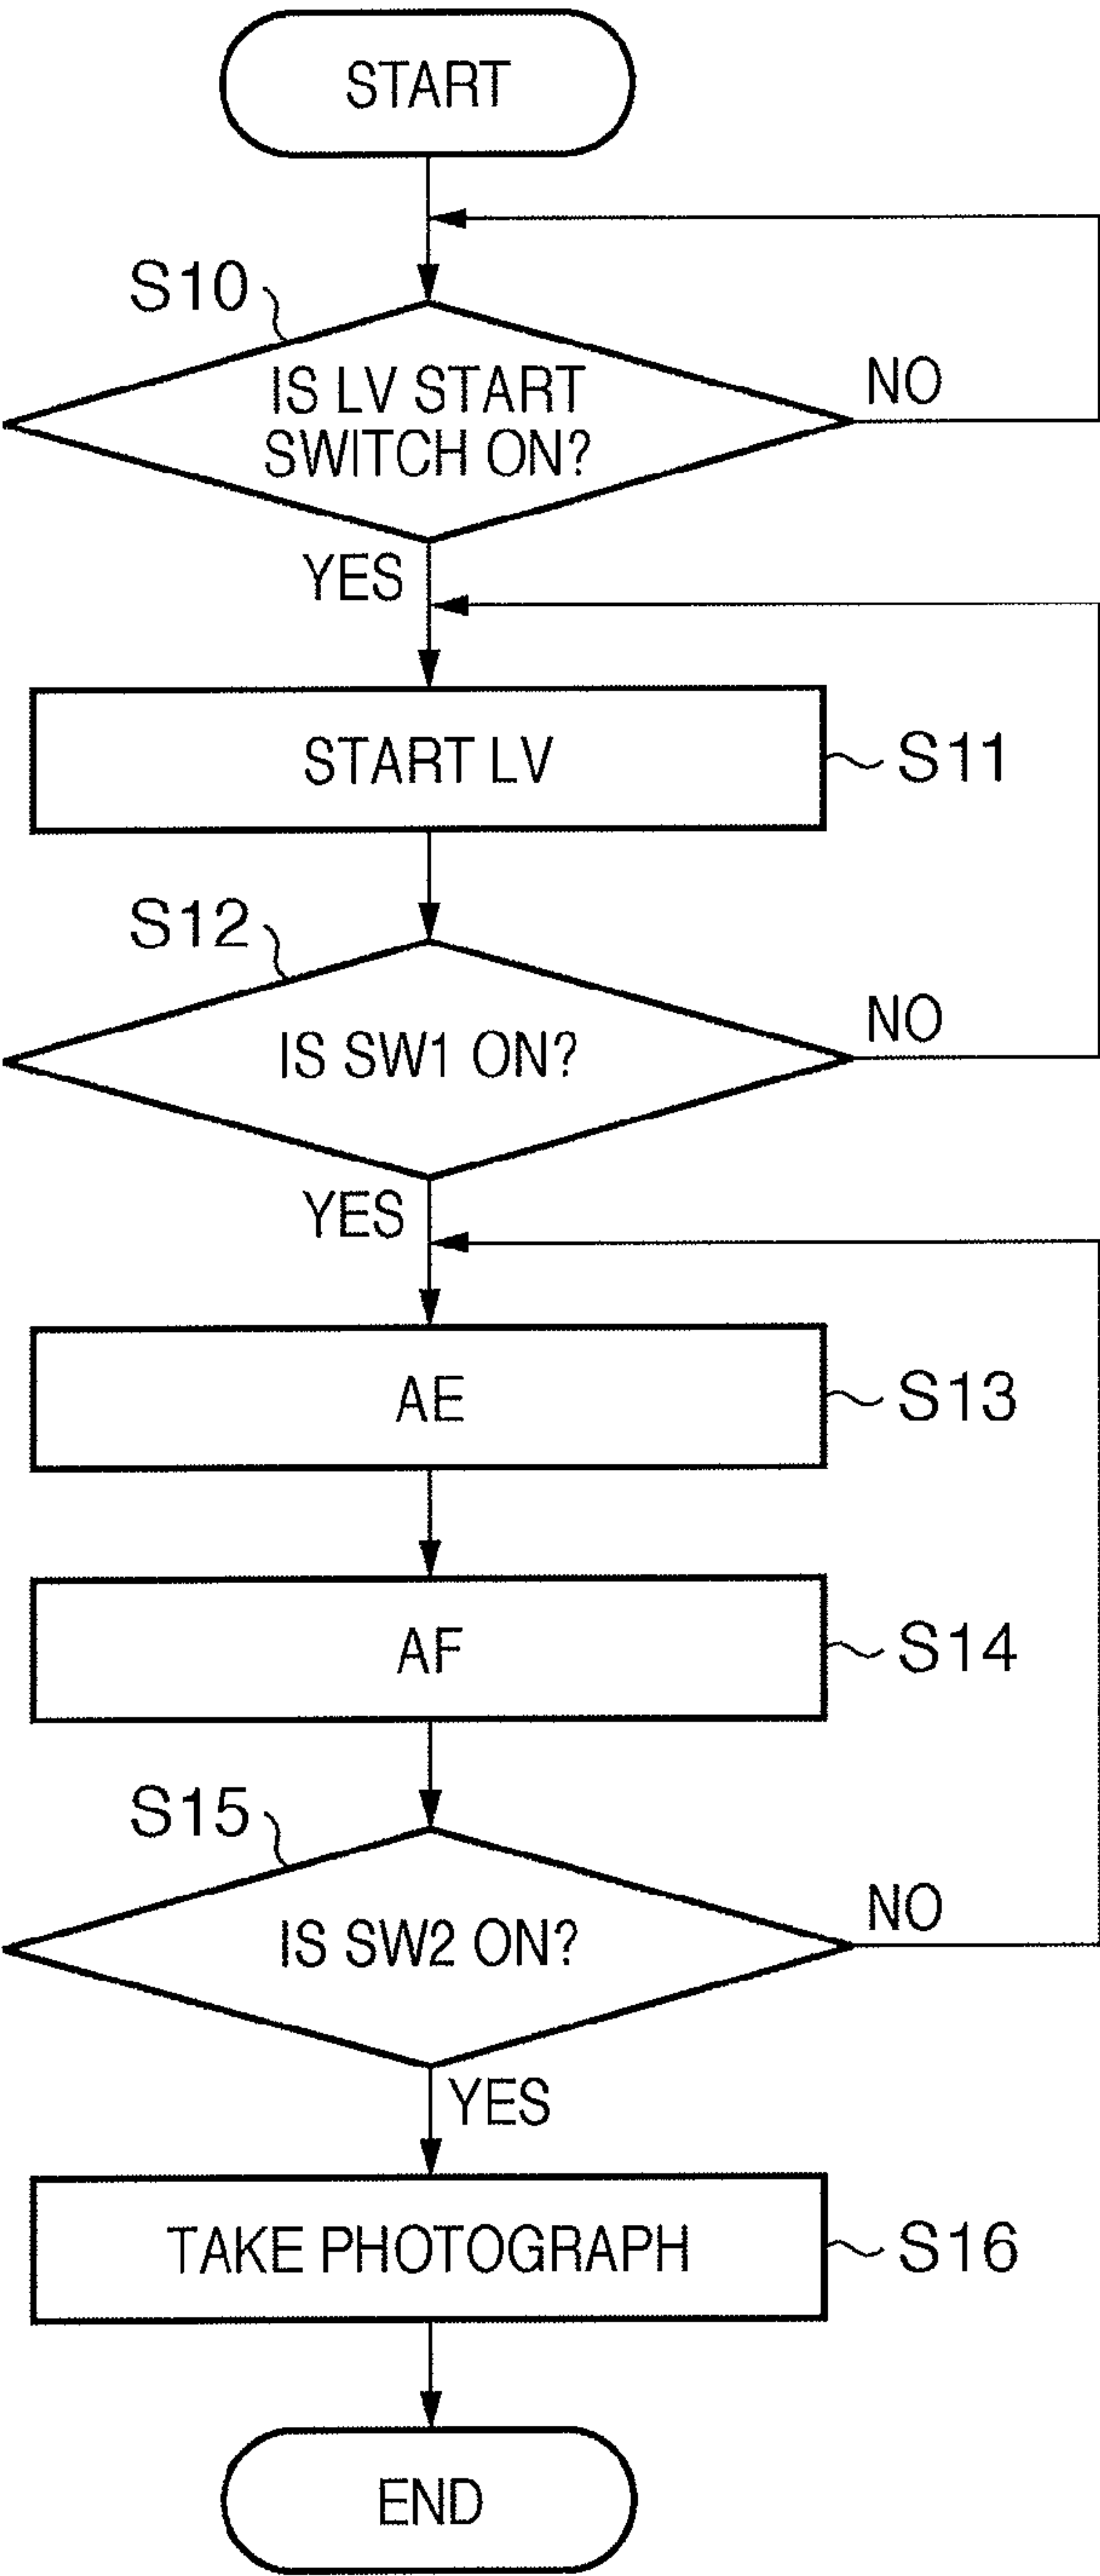 START
S10
IS LV START
SWITCH ON?
NO
YES
START LV
S11
S12
IS SW1 ON?
NO
YES
AE
S13
AF
S14
S15
IS SW2 ON?
NO
YES
TAKE PHOTOGRAPH
S16
END